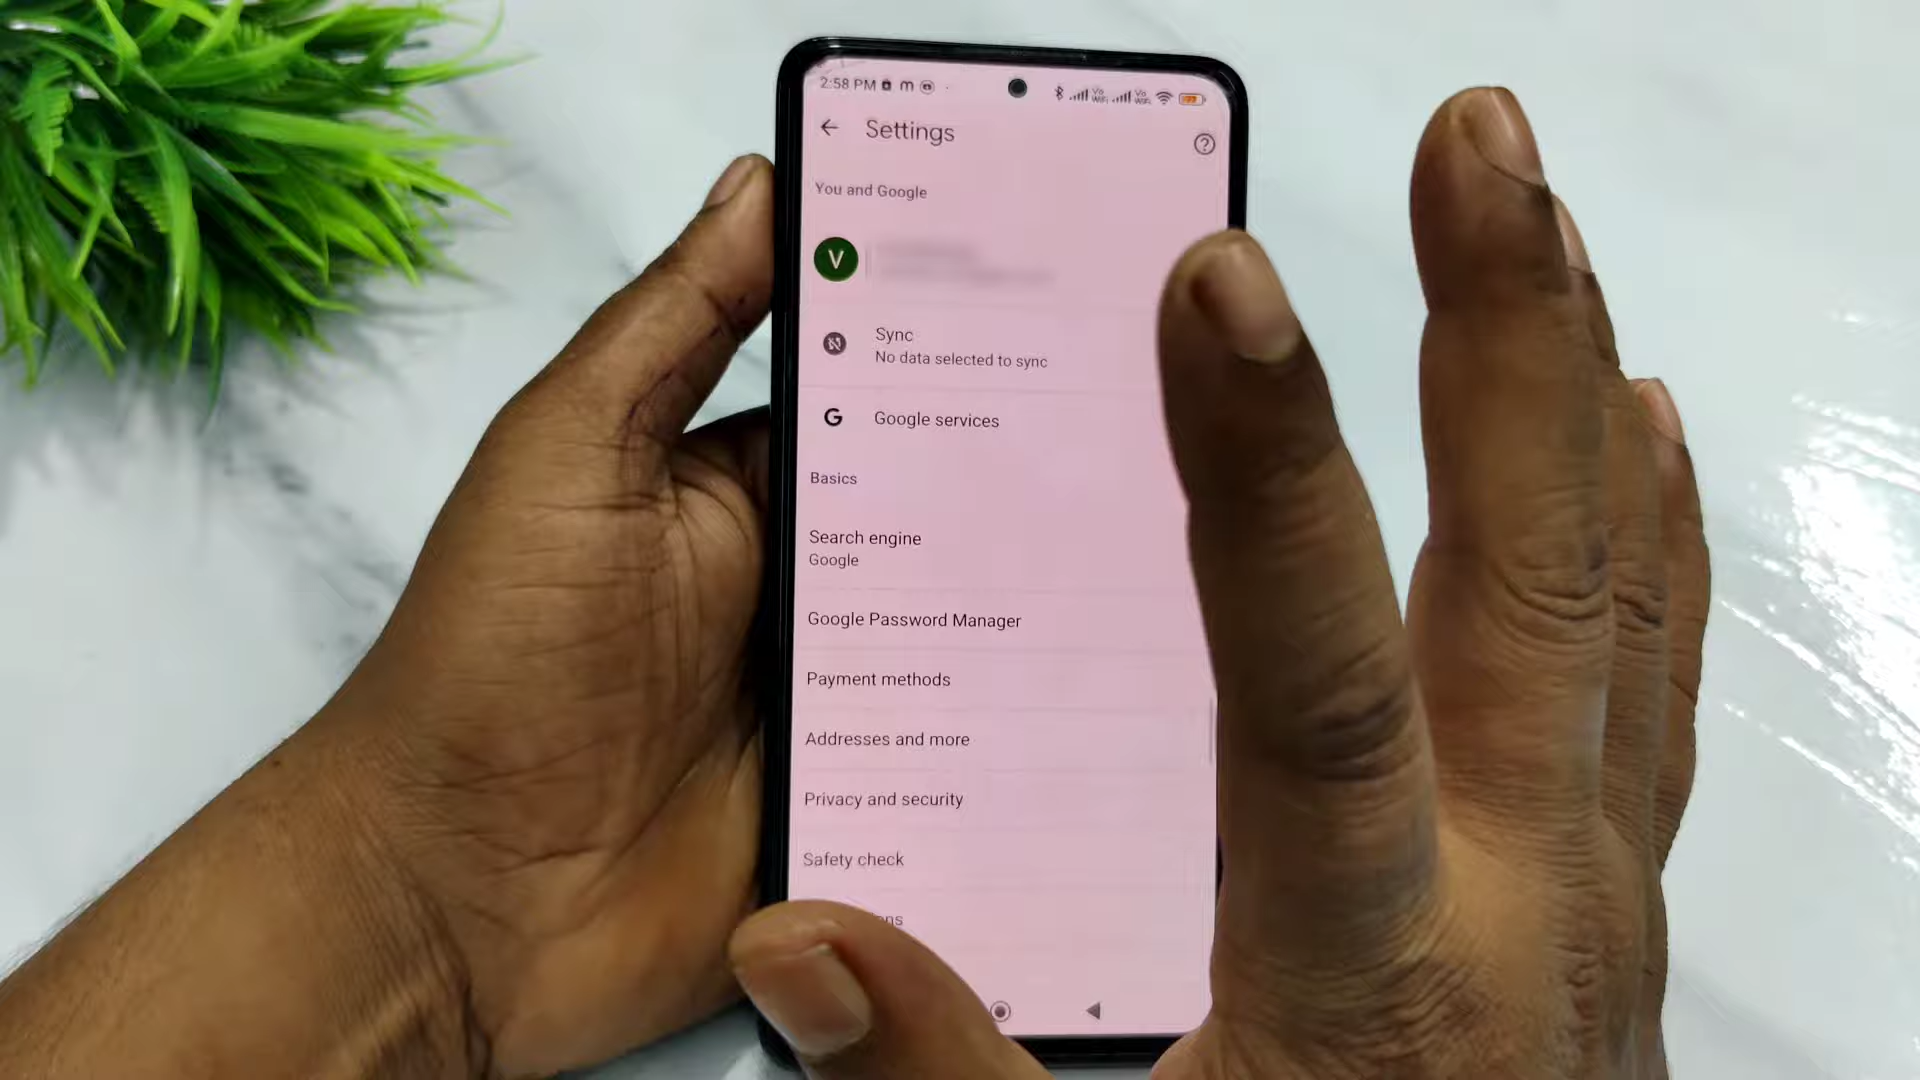 2:58 PM
Settings
You and Google
V
Sync
No data selected to sync
G Google services
Basics
Search engine
Google
Google Password Manager
Payment methods
Addresses and more
Privacy and security
Safety check
ons